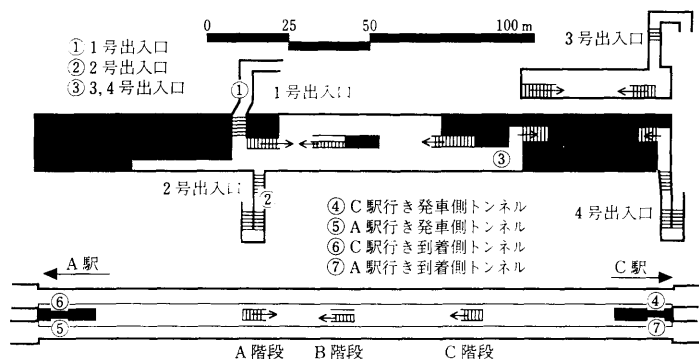 0 25 50 100 m
① 1号出入口
② 2号出入口
③ 3,4号出入口
3号出入口
①
1号出入口
③
2号出入口
②
4号出入口
④ C駅行き発車側トンネル
⑤ A駅行き発車側トンネル
⑥ C駅行き到着側トンネル
⑦ A駅行き到着側トンネル
A駅
C駅
⑥
④
⑤
⑦
A階段 B階段 C階段